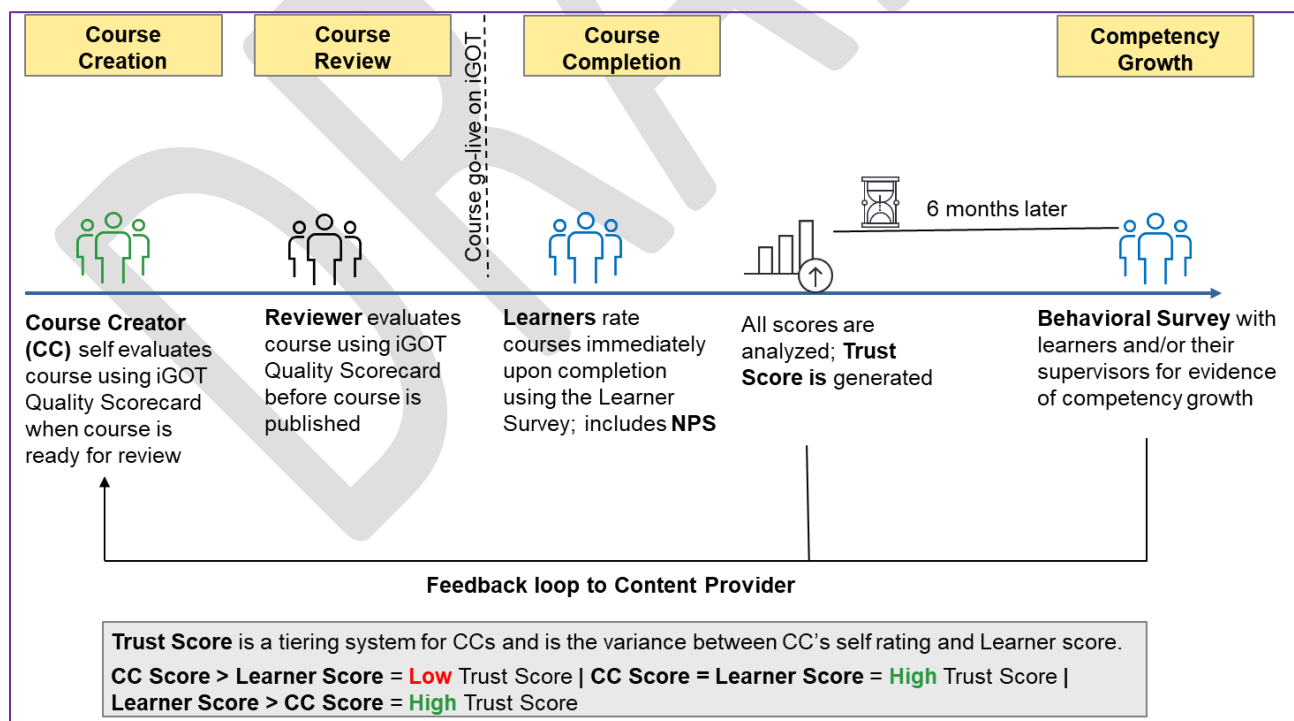 Course
Creation
Course
Review
Course go-live on iGOT
Course
Completion
Competency
Growth
6 months later
Course Creator
(CC) self evaluates
course using iGOT
Quality Scorecard
when course is
ready for review
Reviewer evaluates
course using iGOT
Quality Scorecard
before course is
published
Learners rate
courses immediately
upon completion
using the Learner
Survey; includes NPS
All scores are
analyzed; Trust
Score is generated
Behavioral Survey with
learners and/or their
supervisors for evidence
of competency growth
Feedback loop to Content Provider
Trust Score is a tiering system for CCs and is the variance between CC's self rating and Learner score.
CC Score > Learner Score = Low Trust Score | CC Score = Learner Score = High Trust Score |
Learner Score > CC Score = High Trust Score